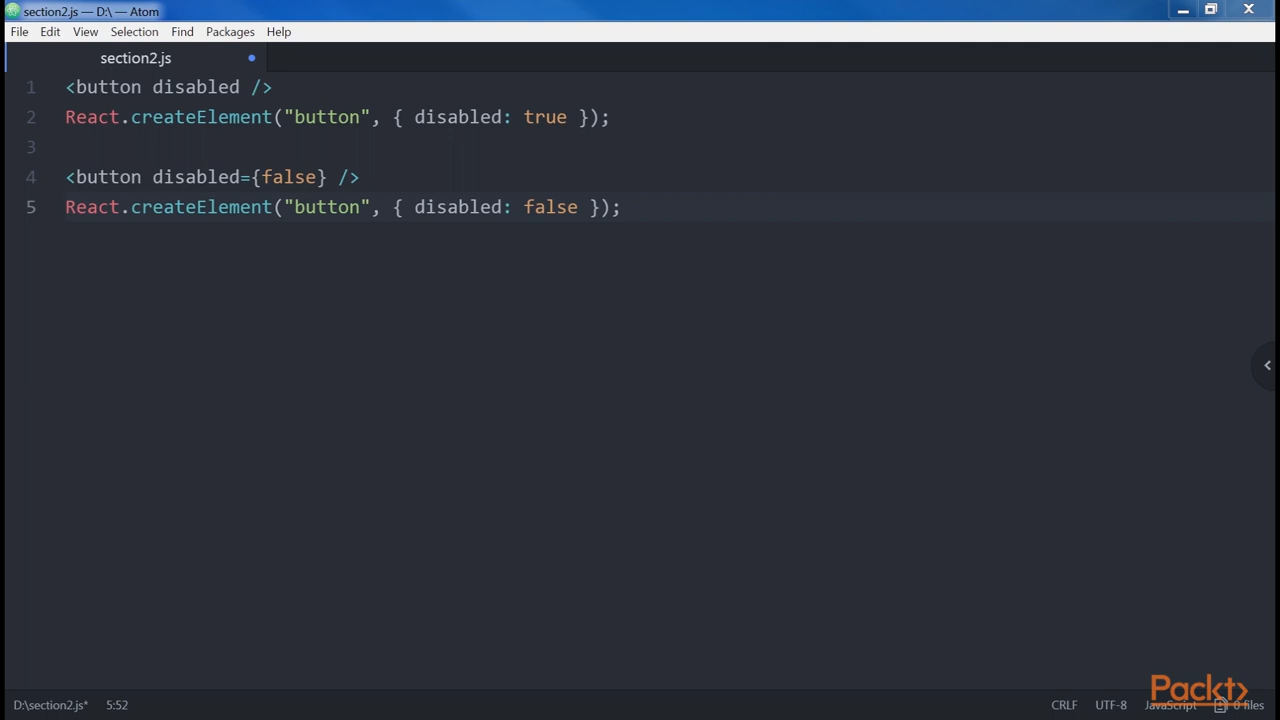 section2.js — D:\ — Atom
File Edit View Selection Find Packages Help
section2.js
1 <button disabled />
2 React.createElement("button", { disabled: true });
3
4 <button disabled={false} />
5 React.createElement("button", { disabled: false });
D:\section2.js* 5:52 CRLF UTF-8 JavaScript 0 files
Packt>